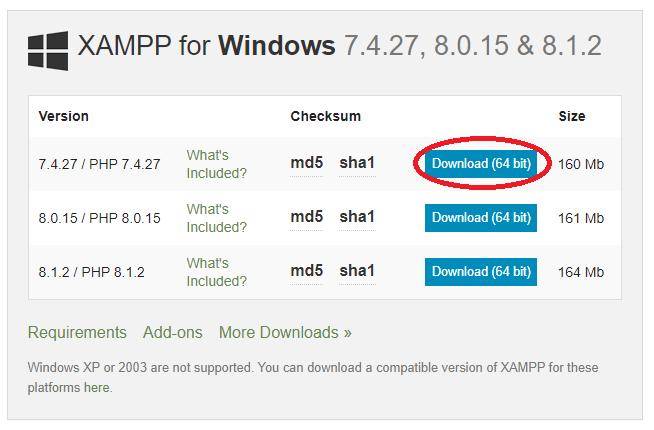 XAMPP for Windows 7.4.27, 8.0.15 & 8.1.2
Version Checksum Size
7.4.27 / PHP 7.4.27 What's Included? md5 sha1 Download (64 bit) 160 Mb
8.0.15 / PHP 8.0.15 What's Included? md5 sha1 Download (64 bit) 161 Mb
8.1.2 / PHP 8.1.2 What's Included? md5 sha1 Download (64 bit) 164 Mb
Requirements Add-ons More Downloads »
Windows XP or 2003 are not supported. You can download a compatible version of XAMPP for these
platforms here.